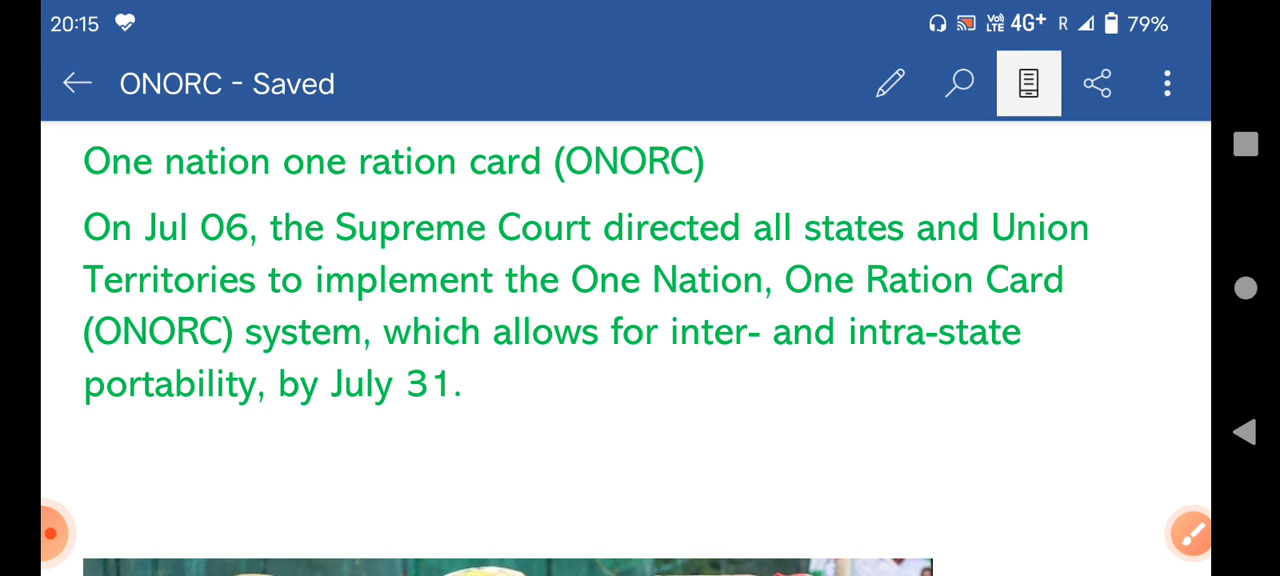 20:15
Vo) LTE 4G+ R 79%
ONORC - Saved
One nation one ration card (ONORC)
On Jul 06, the Supreme Court directed all states and Union
Territories to implement the One Nation, One Ration Card
(ONORC) system, which allows for inter- and intra-state
portability, by July 31.